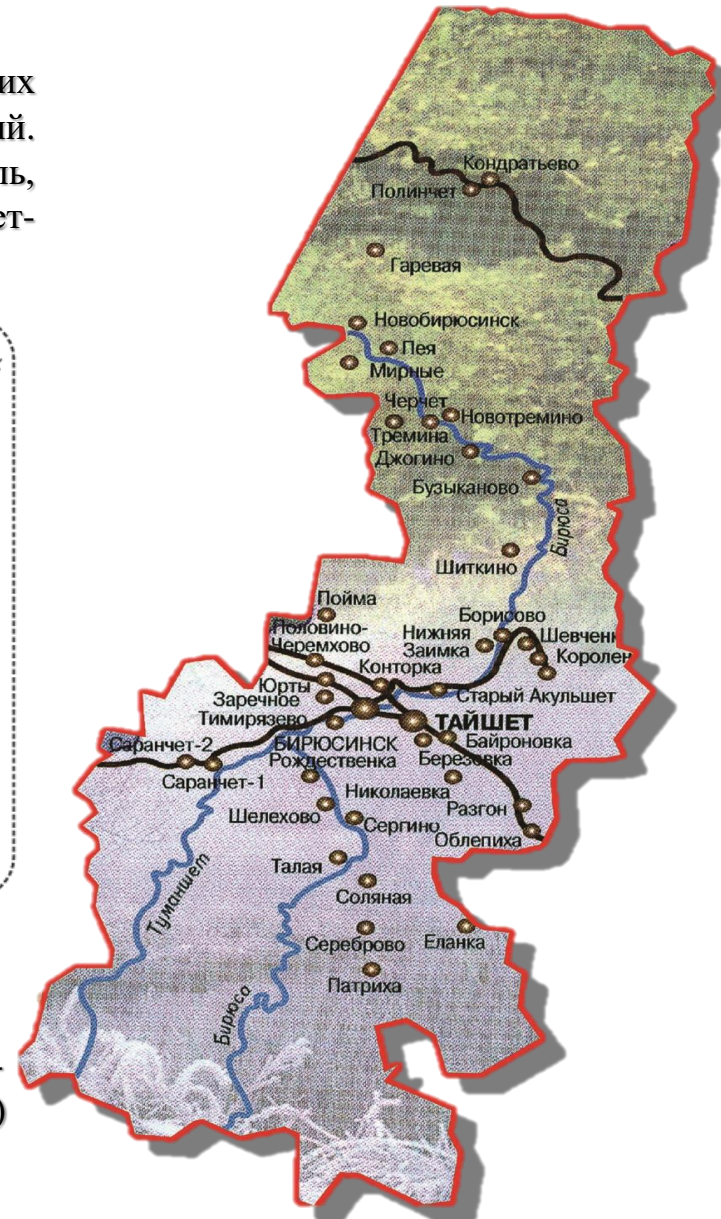 их
ий.
ль,
ет-
Кондратьево
Полинчет
Гаревая
Новобирюсинск
Пея
Мирные
Черчет
Новотремино
Тремина
Джогино
Бузыканово
Бирюса
Шиткино
Пойма
Борисово
Половино-
Черемхово
Нижняя
Заимка
Шевченк
Королен
Конторка
Юрты
Заречное
Старый Акульшет
Тимирязево
ТАЙШЕТ
БИРЮСИНСК
Байроновка
Саранчет-2
Рождественка
Березовка
Саранчет-1
Николаевка
Шелехово
Разгон
Сергино
Облепиха
Талая
Туманшет
Соляная
Сереброво
Еланка
Патриха
Бирюса
)